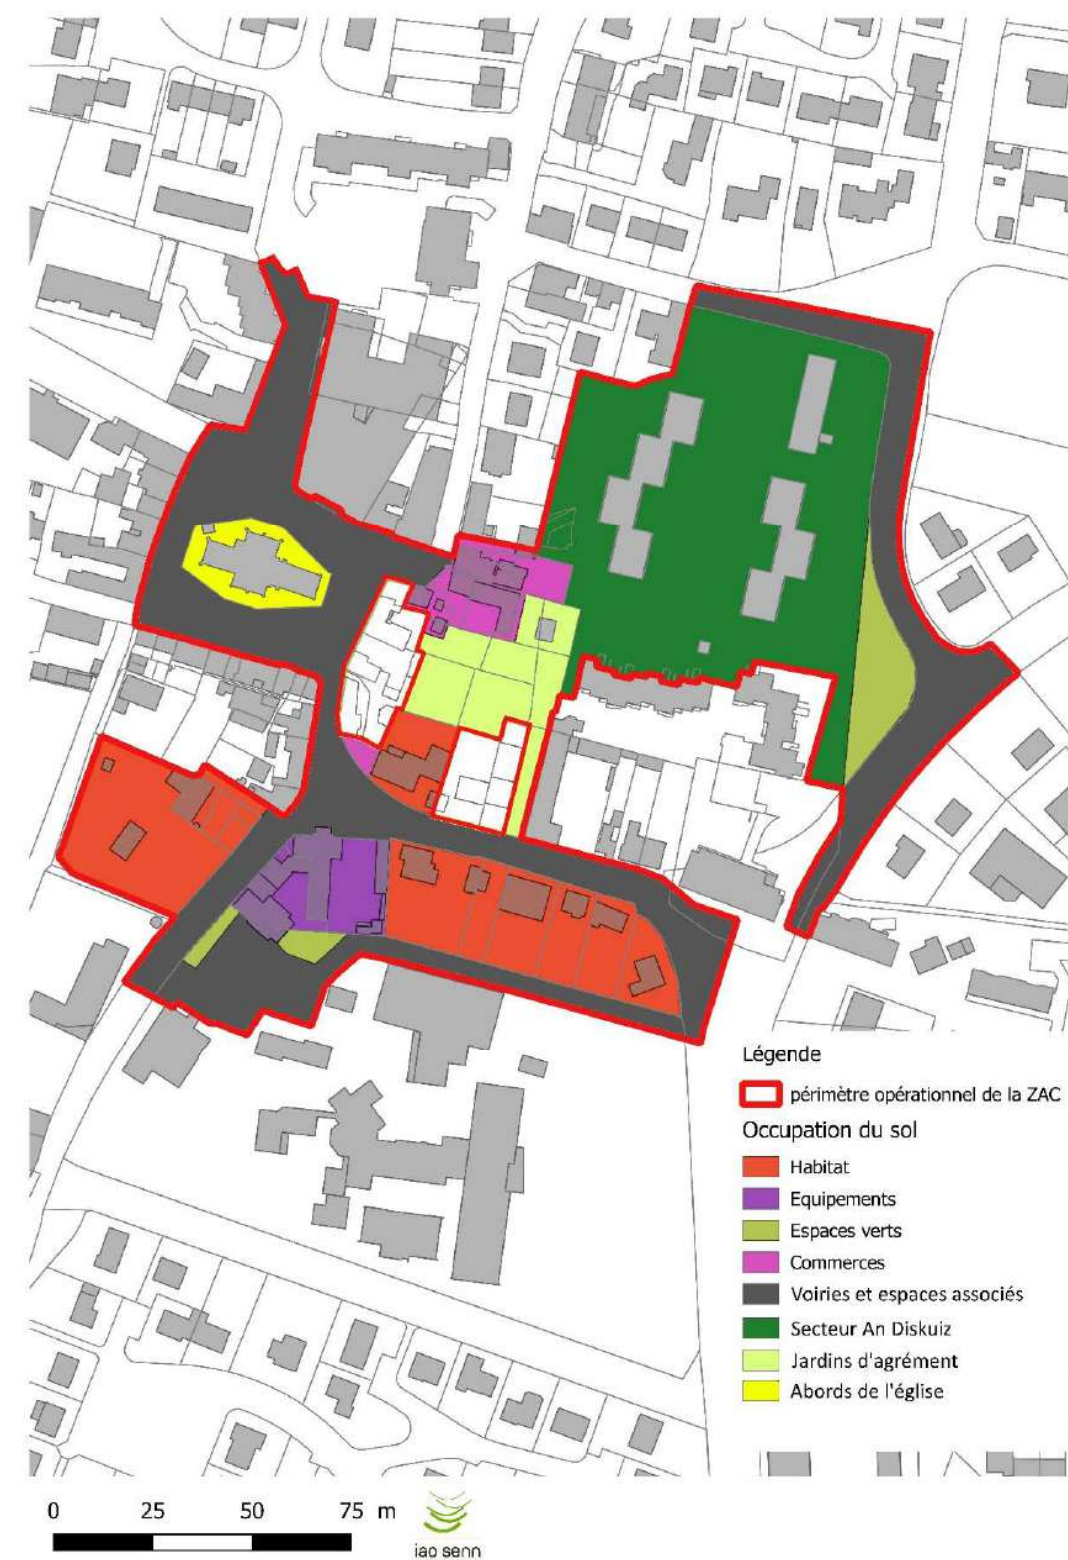 Légende
périmètre opérationnel de la ZAC
Occupation du sol
Habitat
Equipements
Espaces verts
Commerces
Voiries et espaces associés
Secteur An Diskuiz
Jardins d'agrément
Abords de l'église
0 25 50 75 m
iao senn